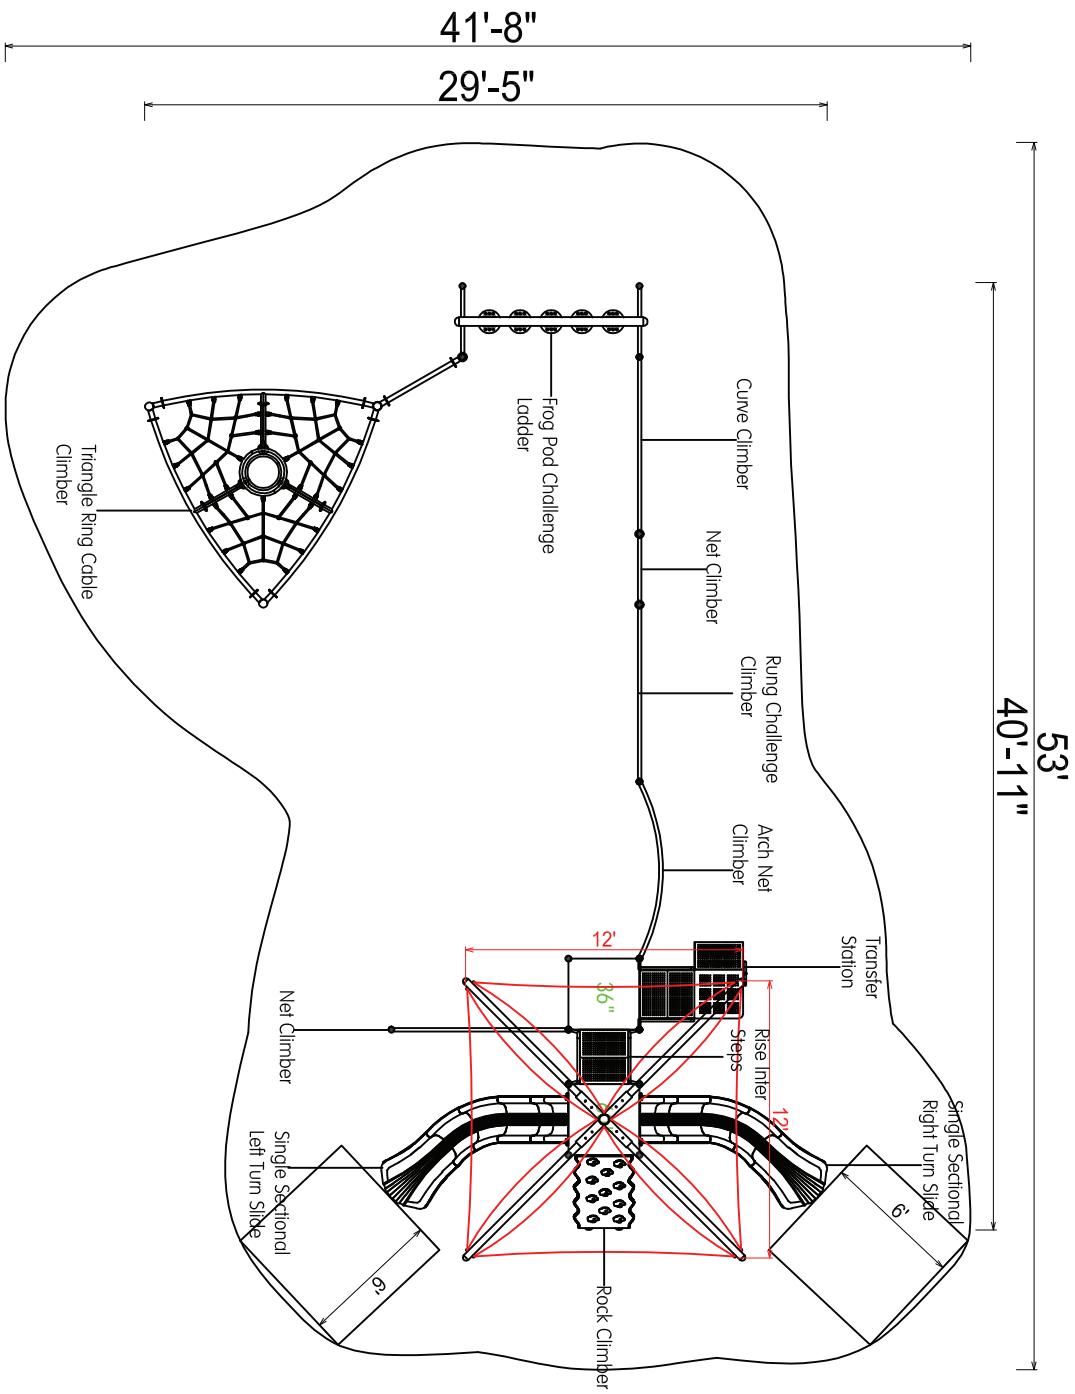 41'-8"
29'-5"
53'
40'-11"
Curve Climber
Frog Pod Challenge
Ladder
Triangle Ring Cable
Climber
Net Climber
Rung Challenge
Climber
Arch Net
Climber
Transfer
Station
12'
36"
Net Climber
Rise Inter
Steps
12'
Single Sectional
Right Turn Slide
Single Sectional
Left Turn Slide
6'
6'
Rock Climber